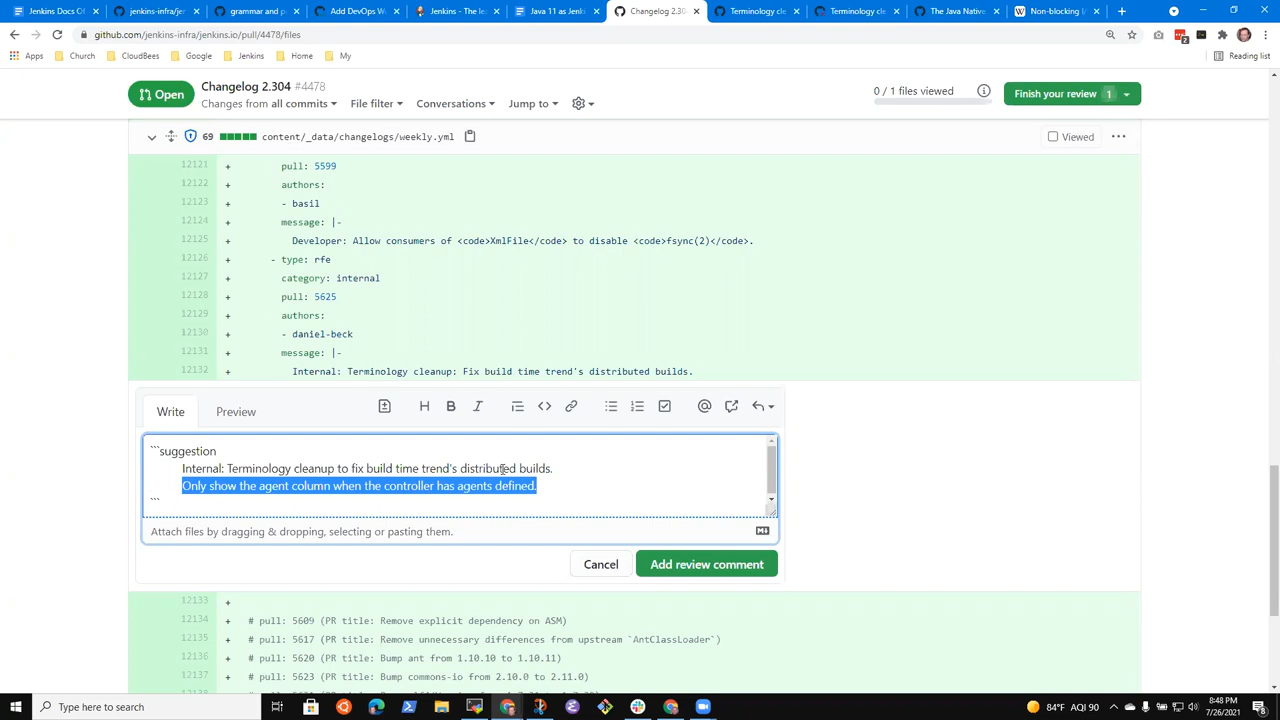 Jenkins Docs Of
jenkins-infra/je
grammar and p
Add DevOps W
Jenkins - The le
Java 11 as Jenk
Changelog 2.30
Terminology cle
Terminology cle
The Java Native
Non-blocking I/
github.com/jenkins-infra/jenkins.io/pull/4478/files
2
Apps Church CloudBees Google Jenkins Home My Reading list
Open
Changelog 2.304 #4478
Changes from all commits File filter Conversations Jump to
0 / 1 files viewed
Finish your review 1
69 content/_data/changelogs/weekly.yml
Viewed
12121 + pull: 5599
12122 + authors:
12123 + - basil
12124 + message: |-
12125 + Developer: Allow consumers of <code>XmlFile</code> to disable <code>fsync(2)</code>.
12126 + - type: rfe
12127 + category: internal
12128 + pull: 5625
12129 + authors:
12130 + - daniel-beck
12131 + message: |-
12132 + Internal: Terminology cleanup: Fix build time trend's distributed builds.
Write Preview
```suggestion
Internal: Terminology cleanup to fix build time trend's distributed builds.
Only show the agent column when the controller has agents defined.
```
Attach files by dragging & dropping, selecting or pasting them.
Cancel Add review comment
12133 +
12134 + # pull: 5609 (PR title: Remove explicit dependency on ASM)
12135 + # pull: 5617 (PR title: Remove unnecessary differences from upstream `AntClassLoader`)
12136 + # pull: 5620 (PR title: Bump ant from 1.10.10 to 1.10.11)
12137 + # pull: 5623 (PR title: Bump commons-io from 2.10.0 to 2.11.0)
Type here to search
84°F AQI 90
8:48 PM
7/26/2021